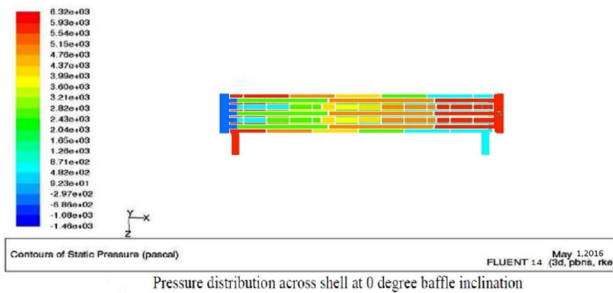 6.32e+03
5.93e+03
5.54e+03
5.15e+03
4.76e+03
4.37e+03
3.99e+03
3.60e+03
3.21e+03
2.82e+03
2.43e+03
2.04e+03
1.65e+03
1.26e+03
8.71e+02
4.82e+02
9.23e+01
-2.97e+02
-6.86e+02
-1.08e+03
-1.46e+03
Y
X
Z
Contours of Static Pressure (pascal)
May 1,2016
FLUENT 14 (3d, pbns, rke
Pressure distribution across shell at 0 degree baffle inclination